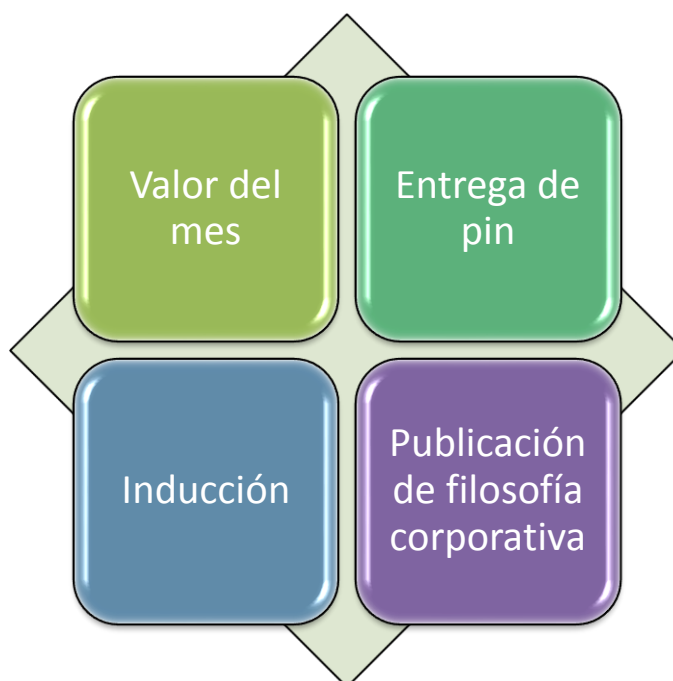 Valor del
mes
Entrega de
pin
Inducción
Publicación
de filosofía
corporativa